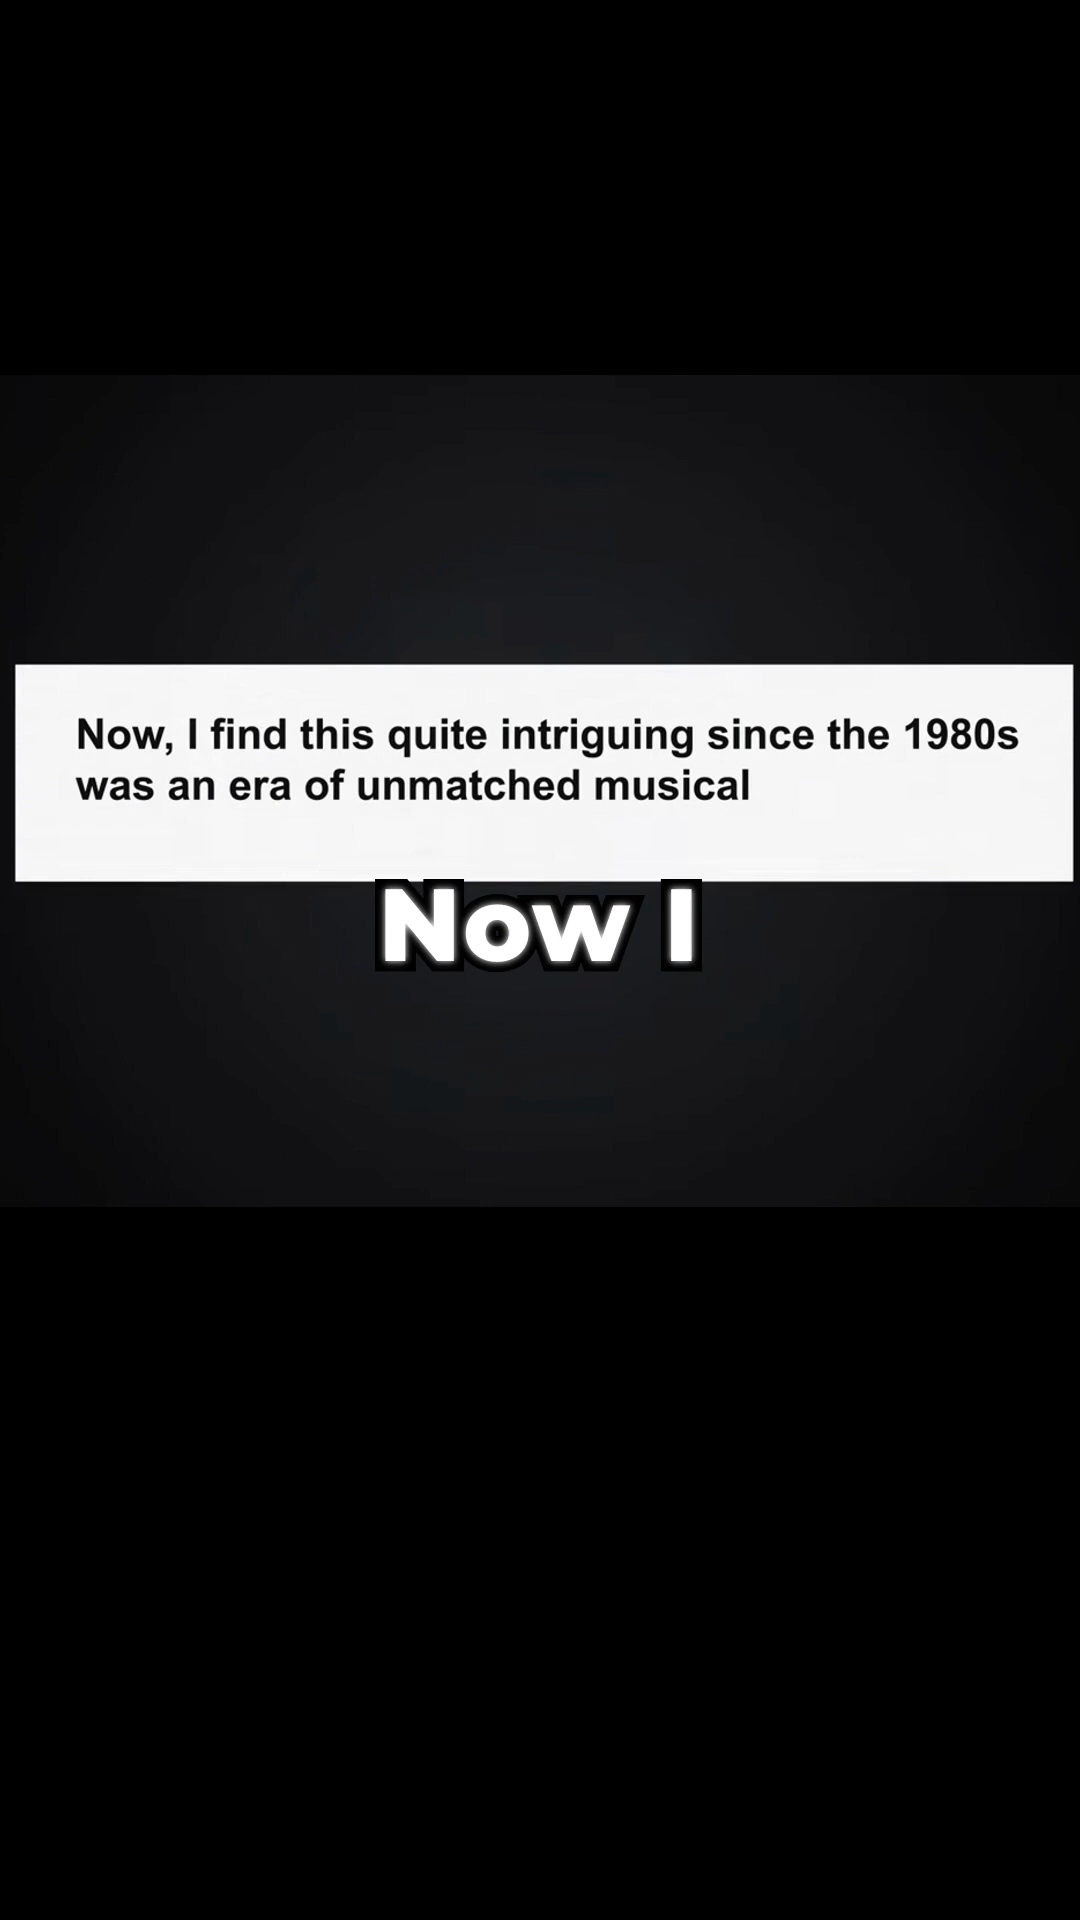 Now, I find this quite intriguing since the 1980s
was an era of unmatched musical
Now I